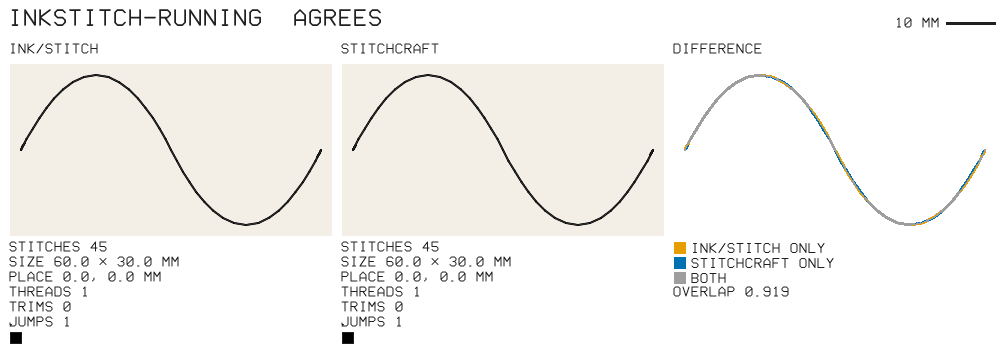 INKSTITCH-RUNNING AGREES
10 MM
INK/STITCH
STITCHCRAFT
DIFFERENCE
STITCHES 45
SIZE 60.0 × 30.0 MM
PLACE 0.0, 0.0 MM
THREADS 1
TRIMS 0
JUMPS 1
STITCHES 45
SIZE 60.0 × 30.0 MM
PLACE 0.0, 0.0 MM
THREADS 1
TRIMS 0
JUMPS 1
INK/STITCH ONLY
STITCHCRAFT ONLY
BOTH
OVERLAP 0.919